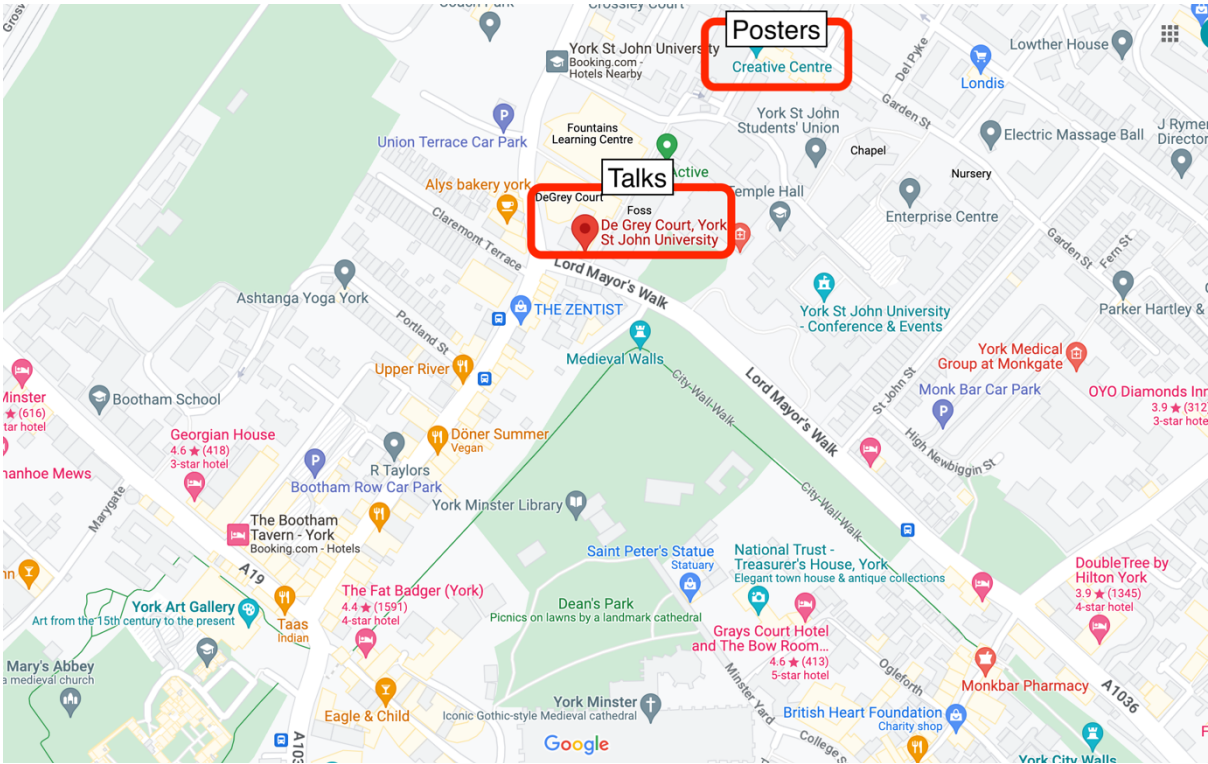 Crossley Court
Posters
York St John University
Booking.com -
Hotels Nearby
Creative Centre
Del Pyke
Lowther House
Londis
Garden St
Union Terrace Car Park
Fountains
Learning Centre
York St John
Students' Union
Chapel
Electric Massage Ball
J Rymer
Director
Talks
Active
Alys bakery york
DeGrey Court
Foss
De Grey Court, York
St John University
Temple Hall
Nursery
Enterprise Centre
Claremont Terrace
Lord Mayor's Walk
Garden St
Fern St
Ashtanga Yoga York
THE ZENTIST
York St John University
- Conference & Events
Parker Hartley &
Portland St
Medieval Walls
Upper River
City-Wall-Walk
Lord Mayor's Walk
St John St
York Medical
Group at Monkgate
Minster
(616)
tar hotel
Bootham School
Monk Bar Car Park
OYO Diamonds Inn
3.9 ★ (312
3-star hote
Georgian House
4.6 ★ (418)
3-star hotel
Döner Summer
Vegan
High Newbiggin St
anhoe Mews
R Taylors
Bootham Row Car Park
Marygate
York Minster Library
City-Wall-Walk
The Bootham
Tavern - York
Booking.com - Hotels
Saint Peter's Statue
Statuary
National Trust -
Treasurer's House, York
Elegant town house & antique collections
DoubleTree by
Hilton York
3.9 ★ (1345)
4-star hotel
A19
The Fat Badger (York)
4.4 ★ (1591)
4-star hotel
Dean's Park
Picnics on lawns by a landmark cathedral
York Art Gallery
Art from the 15th century to the present
Taas
Indian
Grays Court Hotel
and The Bow Room...
4.6 ★ (413)
5-star hotel
Mary's Abbey
a medieval church
Minster Yard
Ogleforth
Monkbar Pharmacy
A1036
Eagle & Child
York Minster
Iconic Gothic-style Medieval cathedral
British Heart Foundation
Charity shop
Google
College S
A103
York City Walls